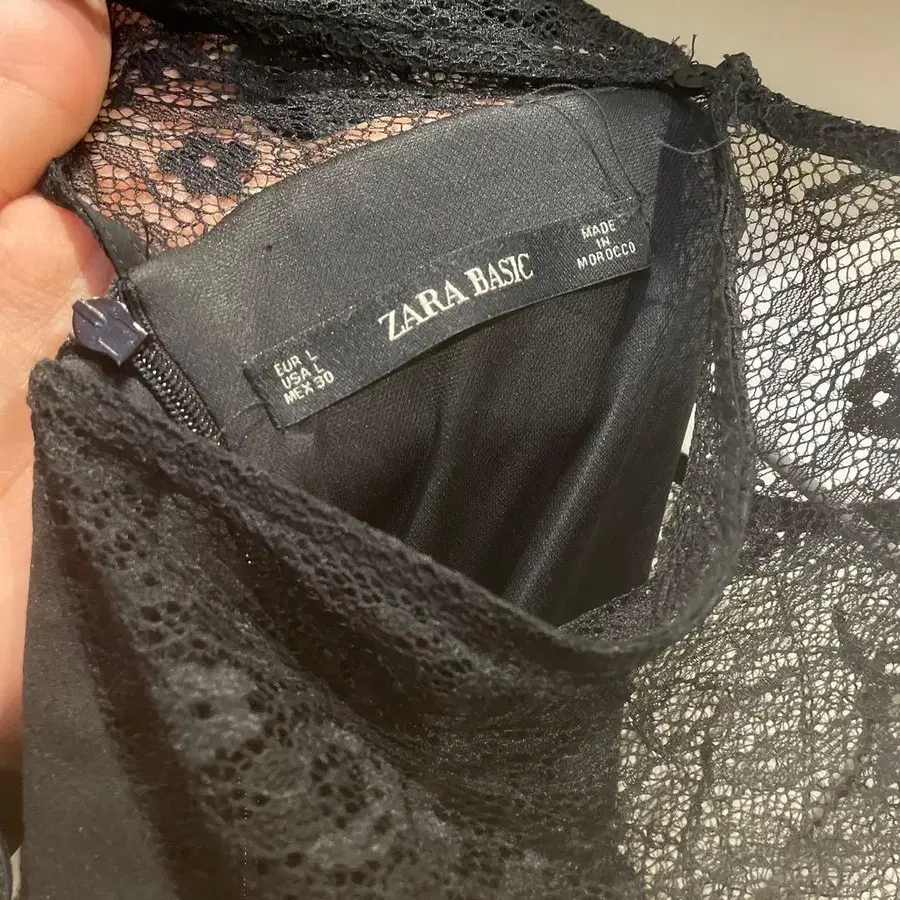 EUR L
USA L
MEX 30
ZARA BASIC
MADE
IN
MOROCCO